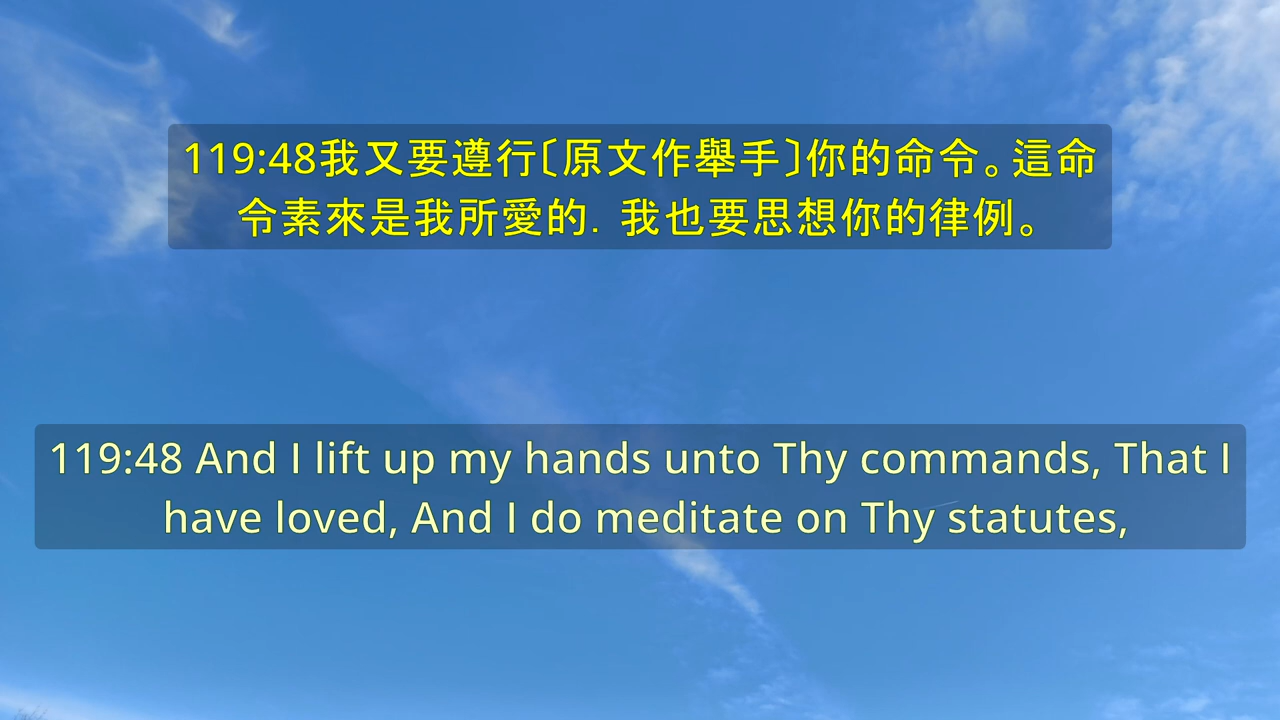 119:48我又要遵行〔原文作舉手〕你的命令。這命
令素來是我所愛的．我也要思想你的律例。
119:48 And I lift up my hands unto Thy commands, That I
have loved, And I do meditate on Thy statutes,